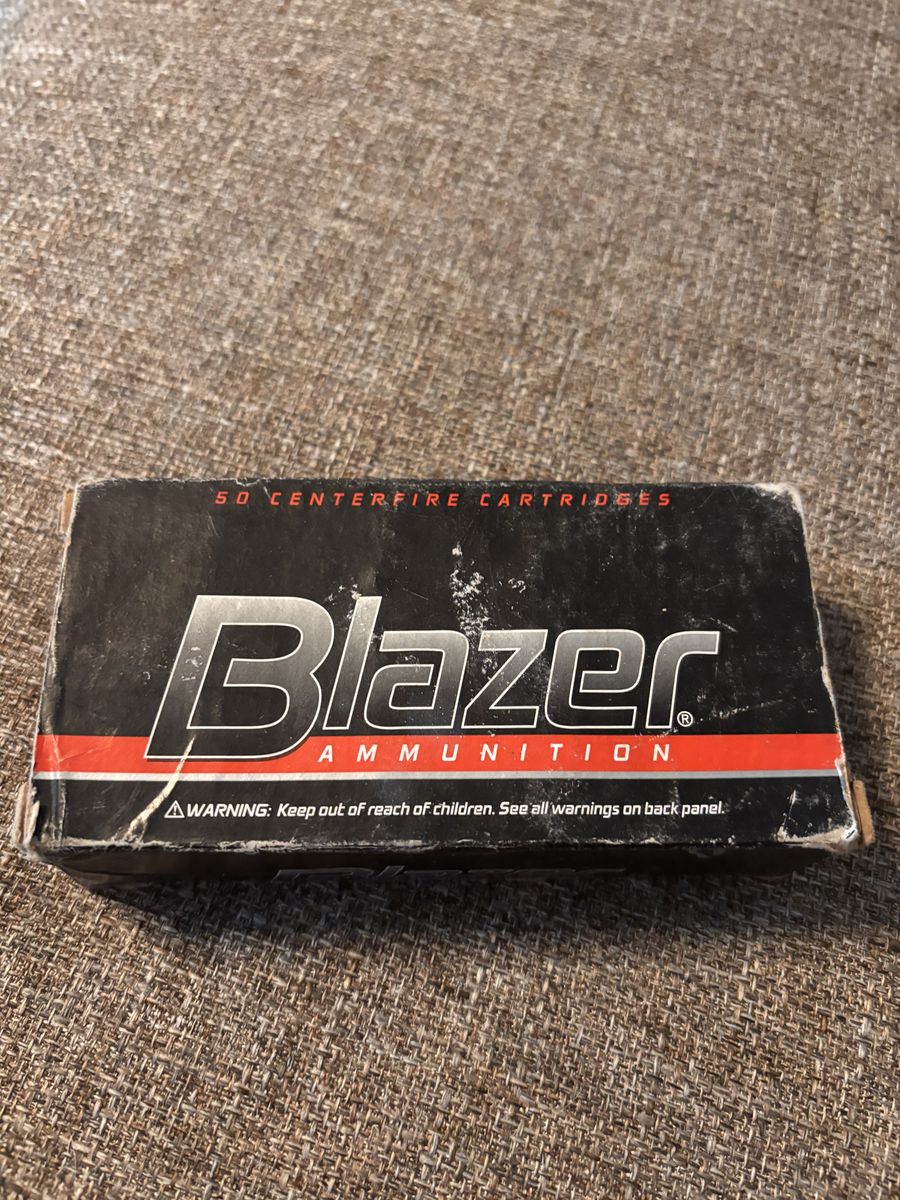 50 CENTERFIRE CARTRIDGES
Blazer®
AMMUNITION
⚠ WARNING: Keep out of reach of children. See all warnings on back panel.